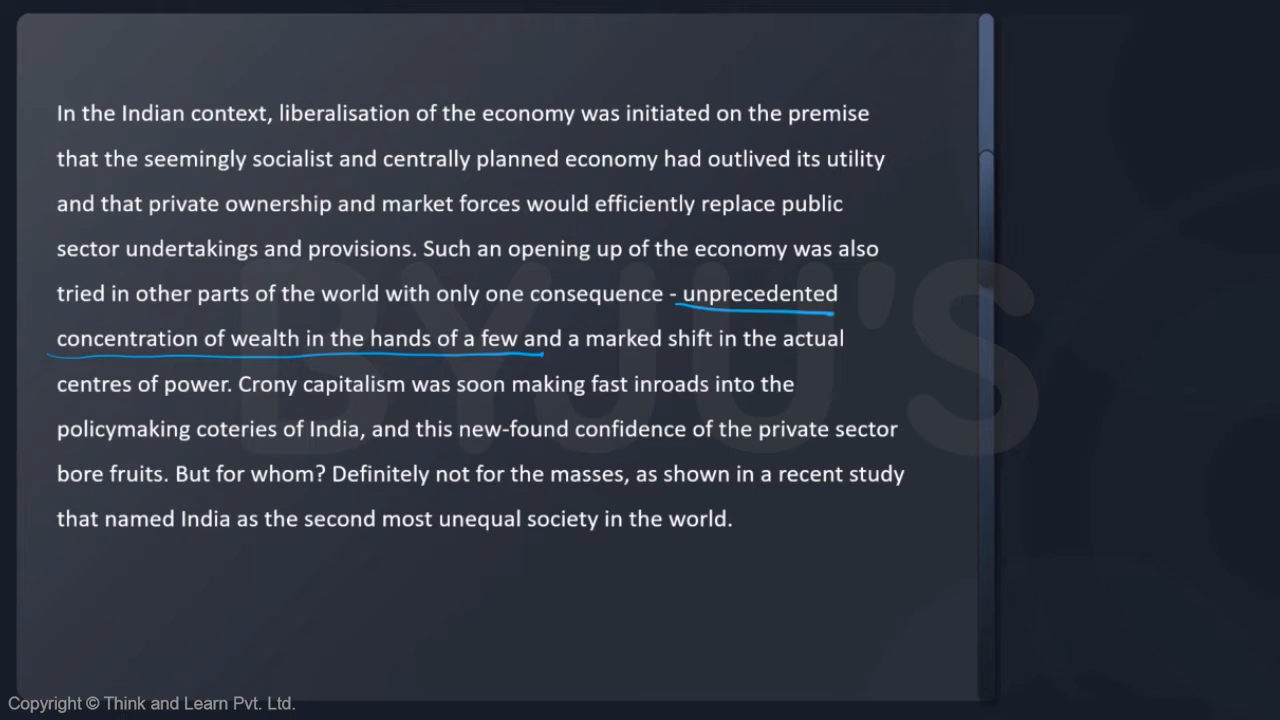 In the Indian context, liberalisation of the economy was initiated on the premise
that the seemingly socialist and centrally planned economy had outlived its utility
and that private ownership and market forces would efficiently replace public
sector undertakings and provisions. Such an opening up of the economy was also
tried in other parts of the world with only one consequence - unprecedented
concentration of wealth in the hands of a few and a marked shift in the actual
centres of power. Crony capitalism was soon making fast inroads into the
policymaking coteries of India, and this new-found confidence of the private sector
bore fruits. But for whom? Definitely not for the masses, as shown in a recent study
that named India as the second most unequal society in the world.
BYJU'S
Copyright © Think and Learn Pvt. Ltd.